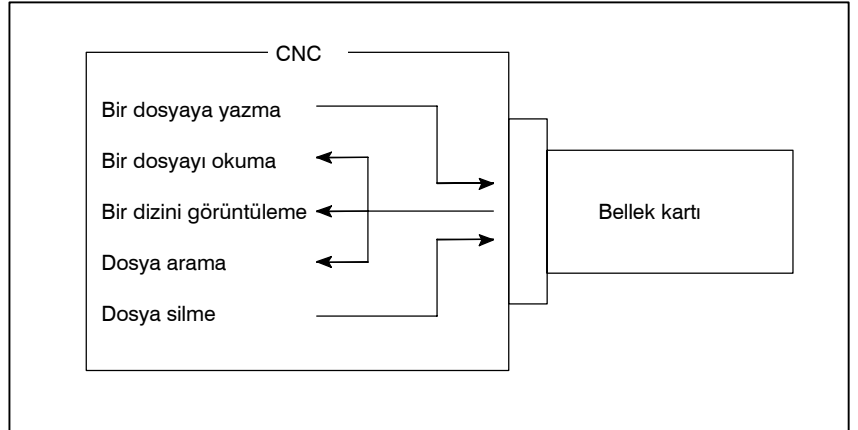 CNC
Bir dosyaya yazma
Bir dosyayı okuma
Bir dizini görüntüleme
Bellek kartı
Dosya arama
Dosya silme